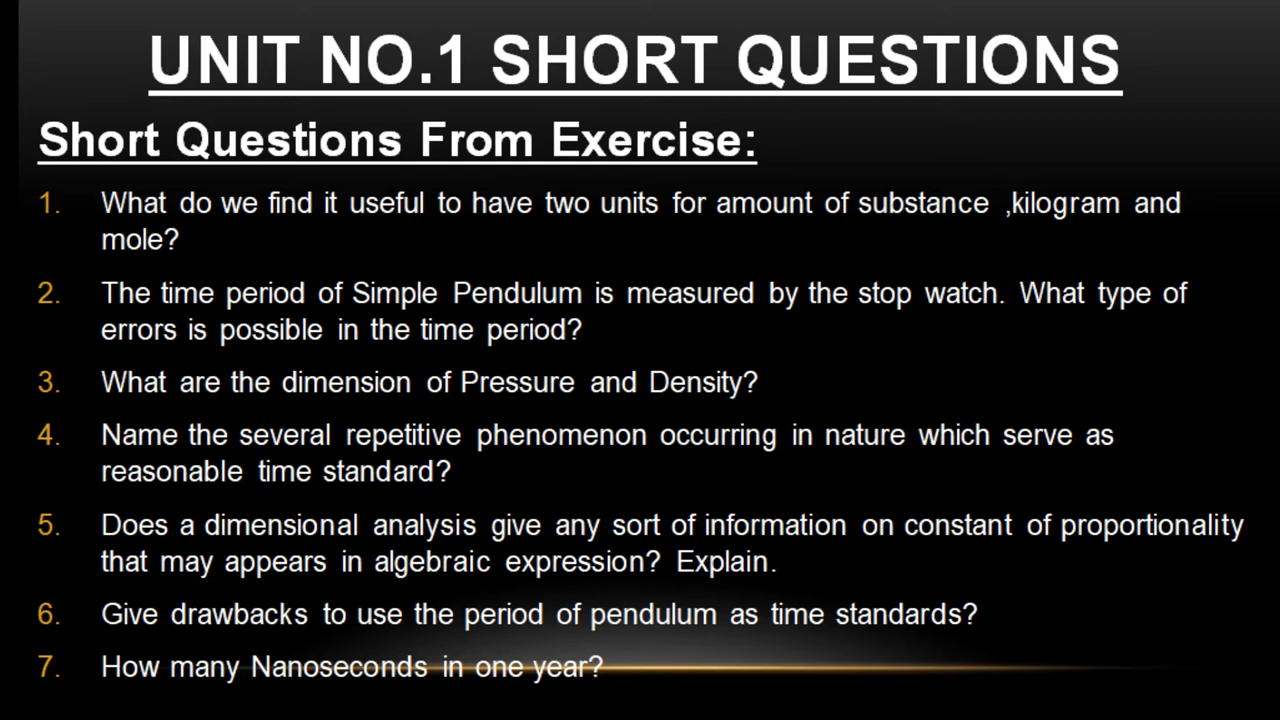 UNIT NO.1 SHORT QUESTIONS
Short Questions From Exercise:
1. What do we find it useful to have two units for amount of substance ,kilogram and
mole?
2. The time period of Simple Pendulum is measured by the stop watch. What type of
errors is possible in the time period?
3. What are the dimension of Pressure and Density?
4. Name the several repetitive phenomenon occurring in nature which serve as
reasonable time standard?
5. Does a dimensional analysis give any sort of information on constant of proportionality
that may appears in algebraic expression? Explain.
6. Give drawbacks to use the period of pendulum as time standards?
7. How many Nanoseconds in one year?